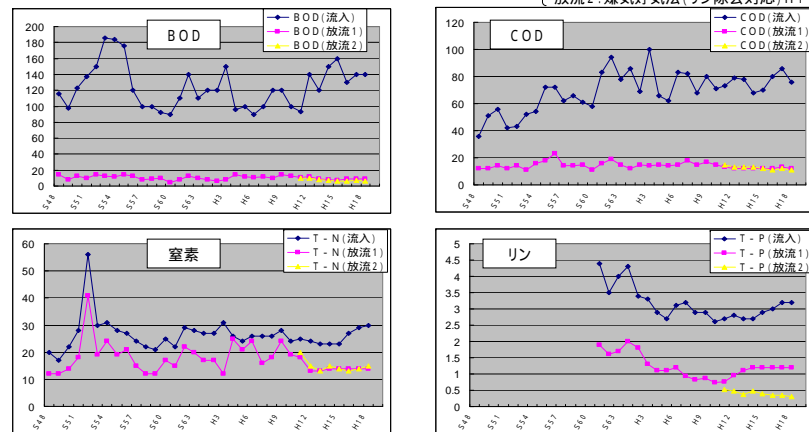 放流2:嫌気好気法(リン除去対応)H1
BOD
BOD(流入)
BOD(放流1)
BOD(放流2)
200
180
160
140
120
100
80
60
40
20
0
S48 S51 S54 S57 S60 S63 H3 H6 H9 H12 H15 H18
COD
COD(流入)
COD(放流1)
COD(放流2)
120
100
80
60
40
20
0
S48 S51 S54 S57 S60 S63 H3 H6 H9 H12 H15 H18
窒素
T-N(流入)
T-N(放流1)
T-N(放流2)
60
50
40
30
20
10
0
S48 S51 S54 S57 S60 S63 H3 H6 H9 H12 H15 H18
リン
T-P(流入)
T-P(放流1)
T-P(放流2)
5
4.5
4
3.5
3
2.5
2
1.5
1
0.5
0
S48 S51 S54 S57 S60 S63 H3 H6 H9 H12 H15 H18